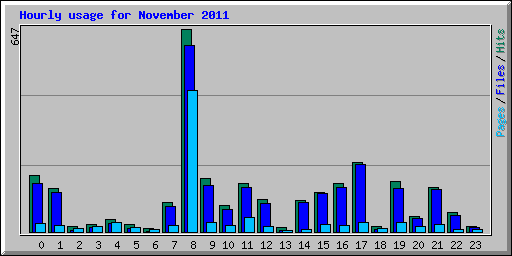 Hourly usage for November 2011
647
Pages / Files / Hits
0 1 2 3 4 5 6 7 8 9 10 11 12 13 14 15 16 17 18 19 20 21 22 23